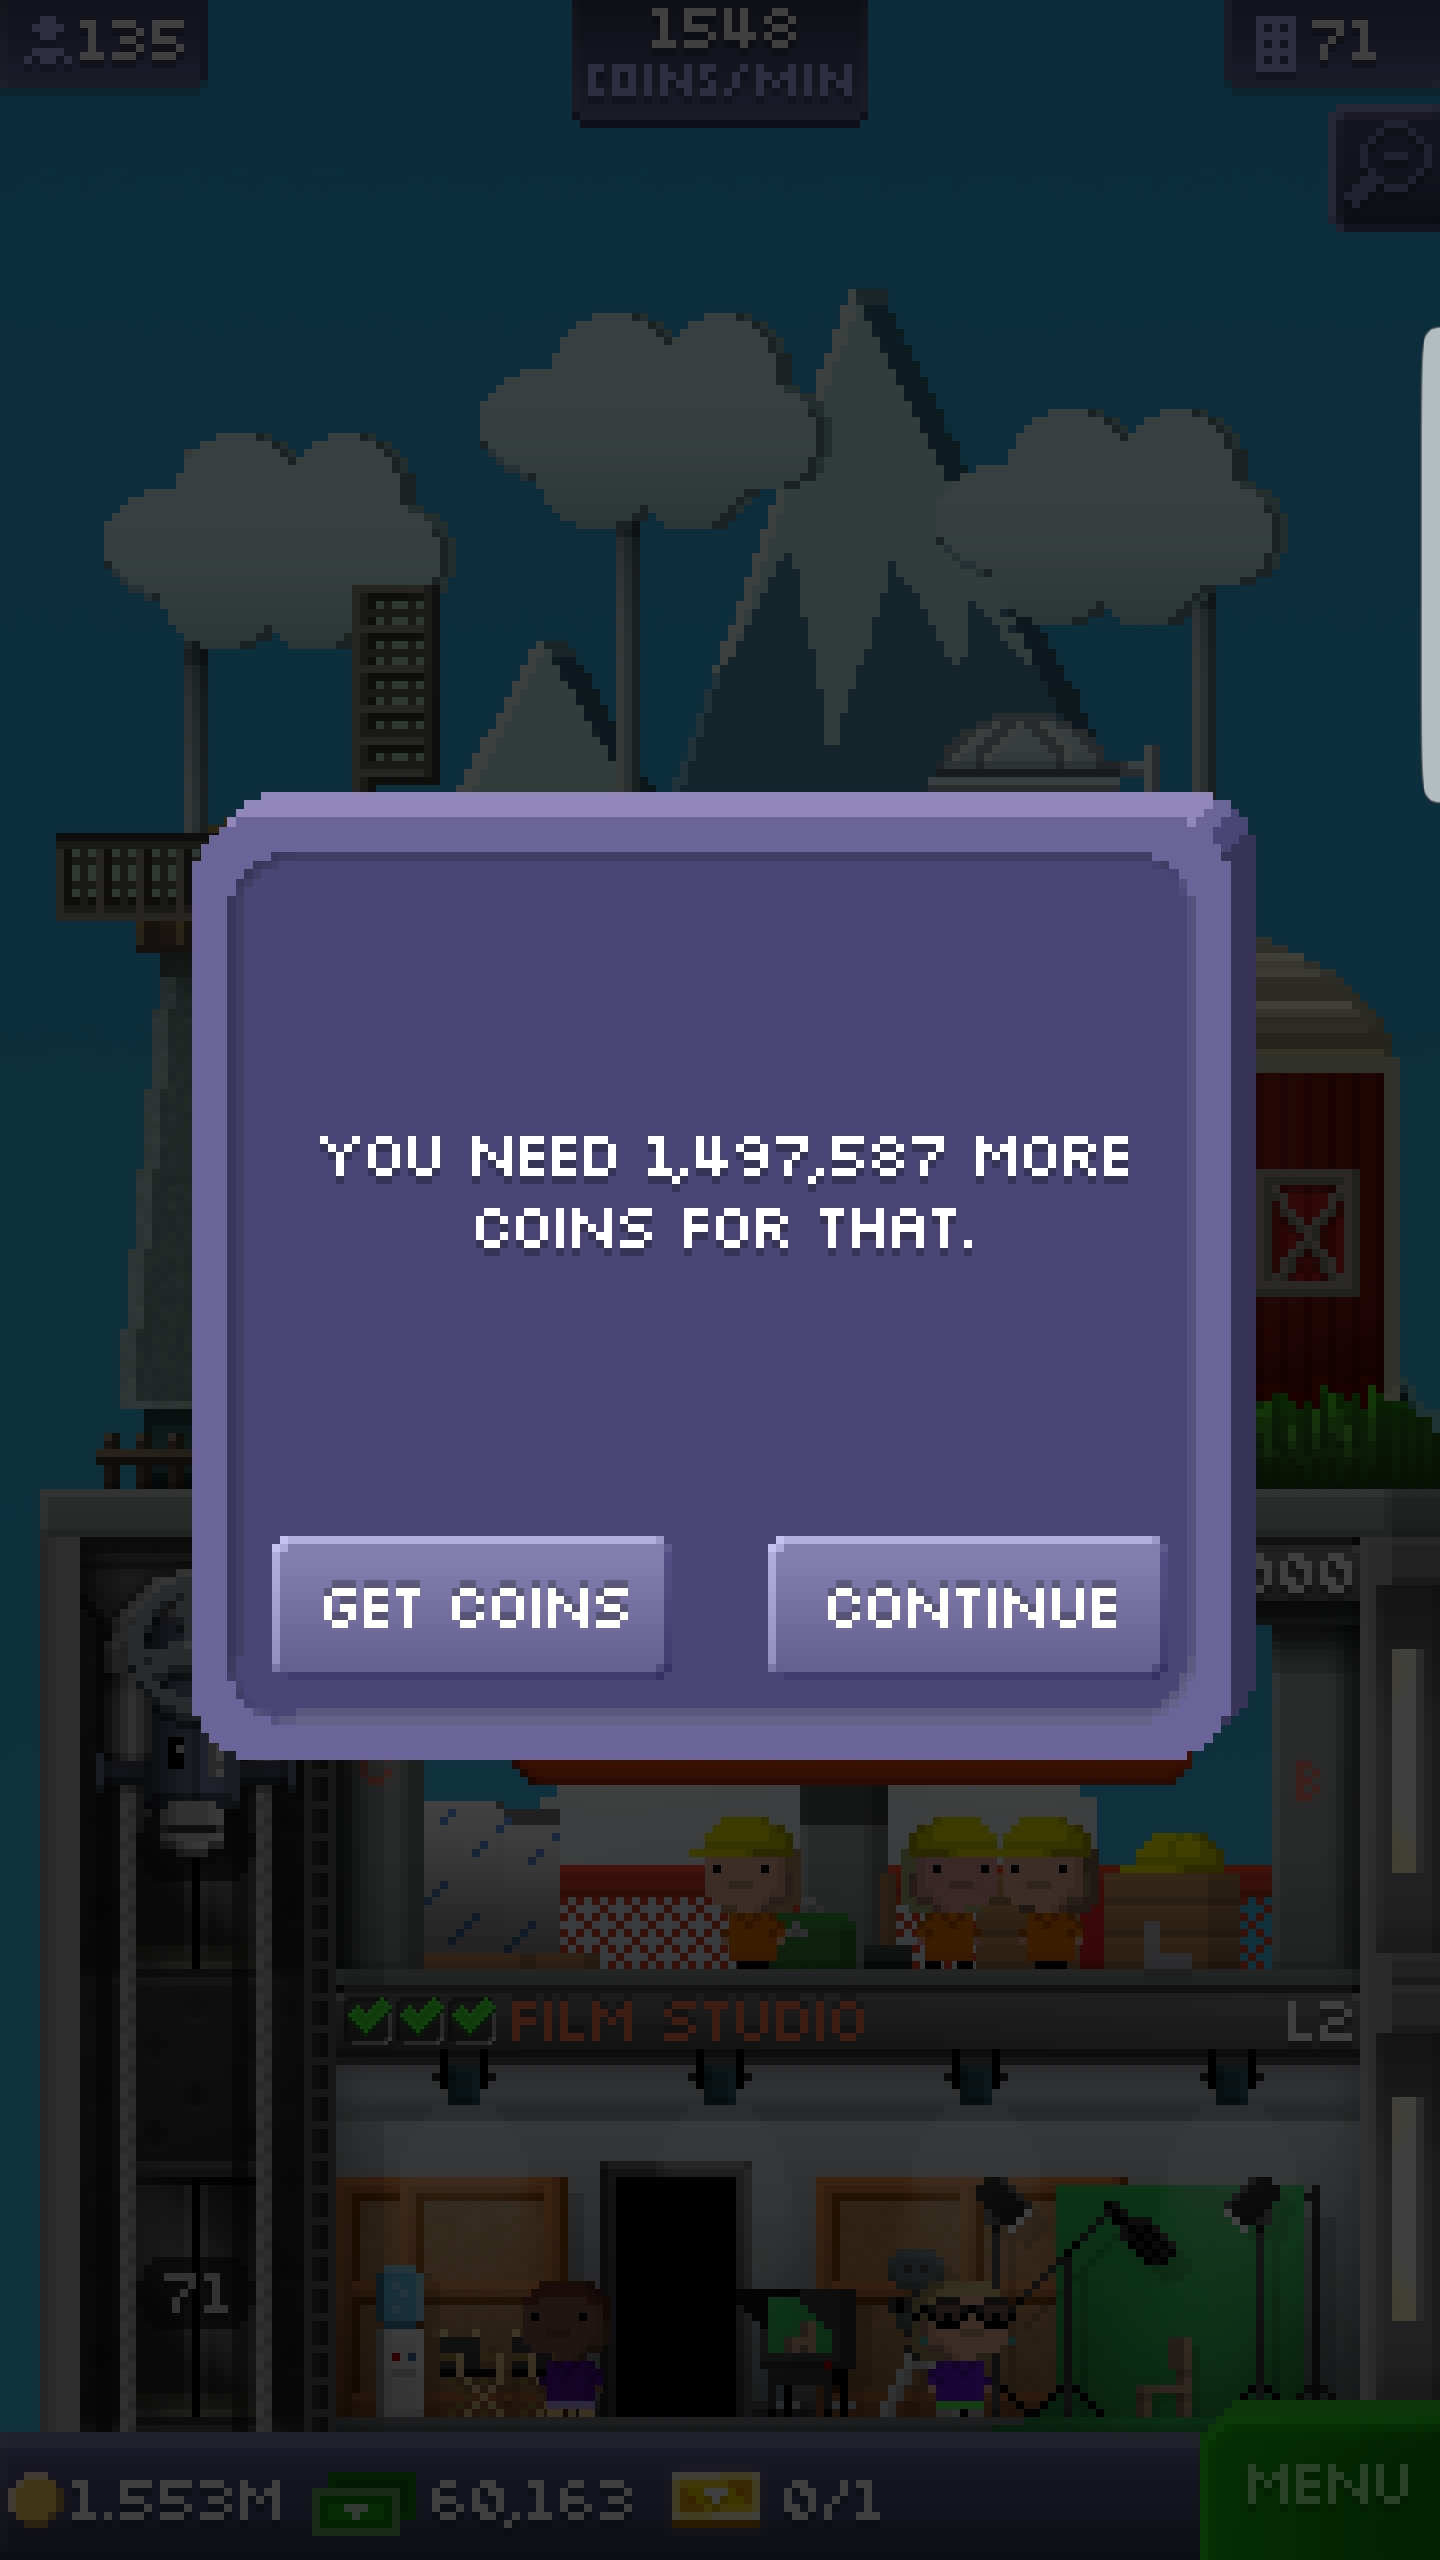 135
1548
COINS/MIN
71
YOU NEED 1,497,587 MORE
COINS FOR THAT.
GET COINS
CONTINUE
000
B
FILM STUDIO
L2
71
1.553M
60,163
0/1
MENU